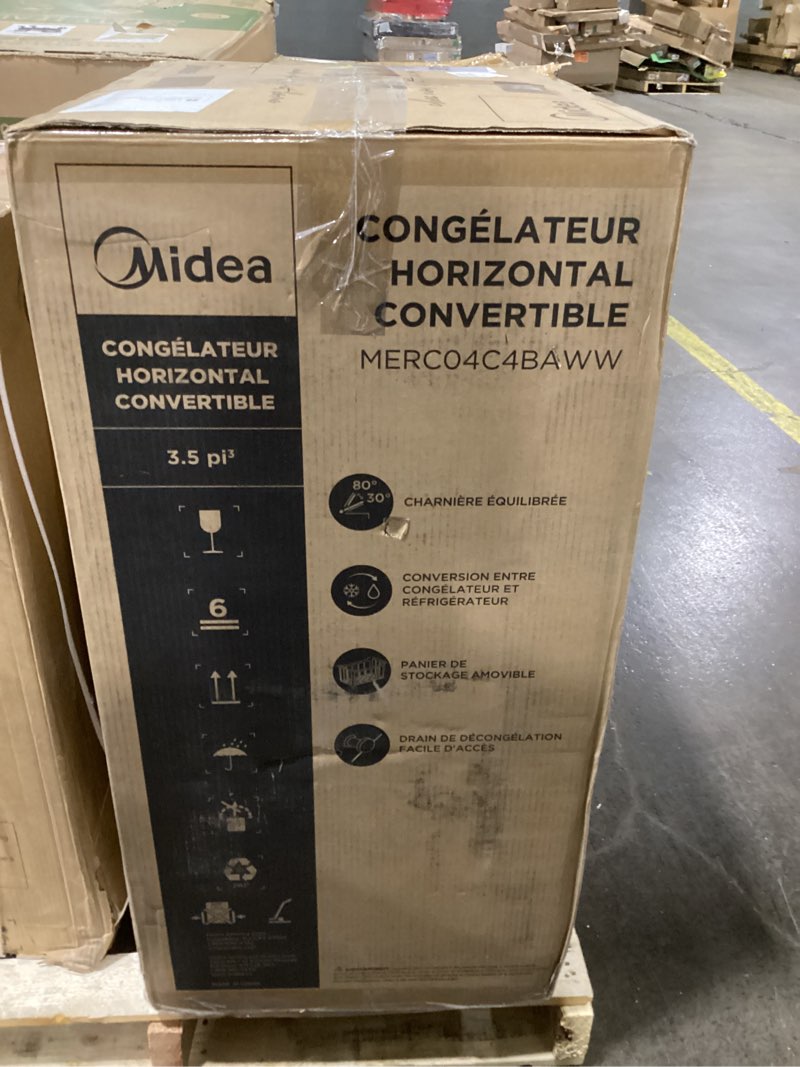 Midea
CONGÉLATEUR
HORIZONTAL
CONVERTIBLE
3.5 pi³
6
CONGÉLATEUR
HORIZONTAL
CONVERTIBLE
MERC04C4BAWW
80°
30°
CHARNIÈRE ÉQUILIBRÉE
CONVERSION ENTRE
CONGÉLATEUR ET
RÉFRIGÉRATEUR
PANIER DE
STOCKAGE AMOVIBLE
DRAIN DE DÉCONGÉLATION
FACILE D'ACCÈS